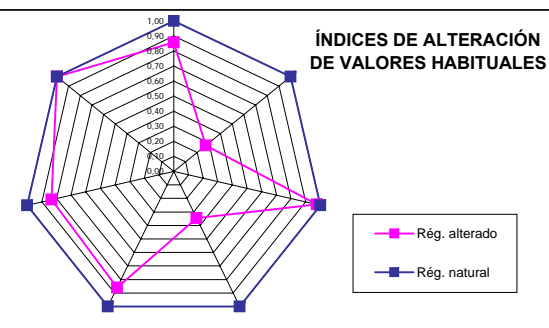 ÍNDICES DE ALTERACIÓN
DE VALORES HABITUALES
1,00
0,90
0,80
0,70
0,60
0,50
0,40
0,30
0,20
0,10
0,00
Rég. alterado
Rég. natural